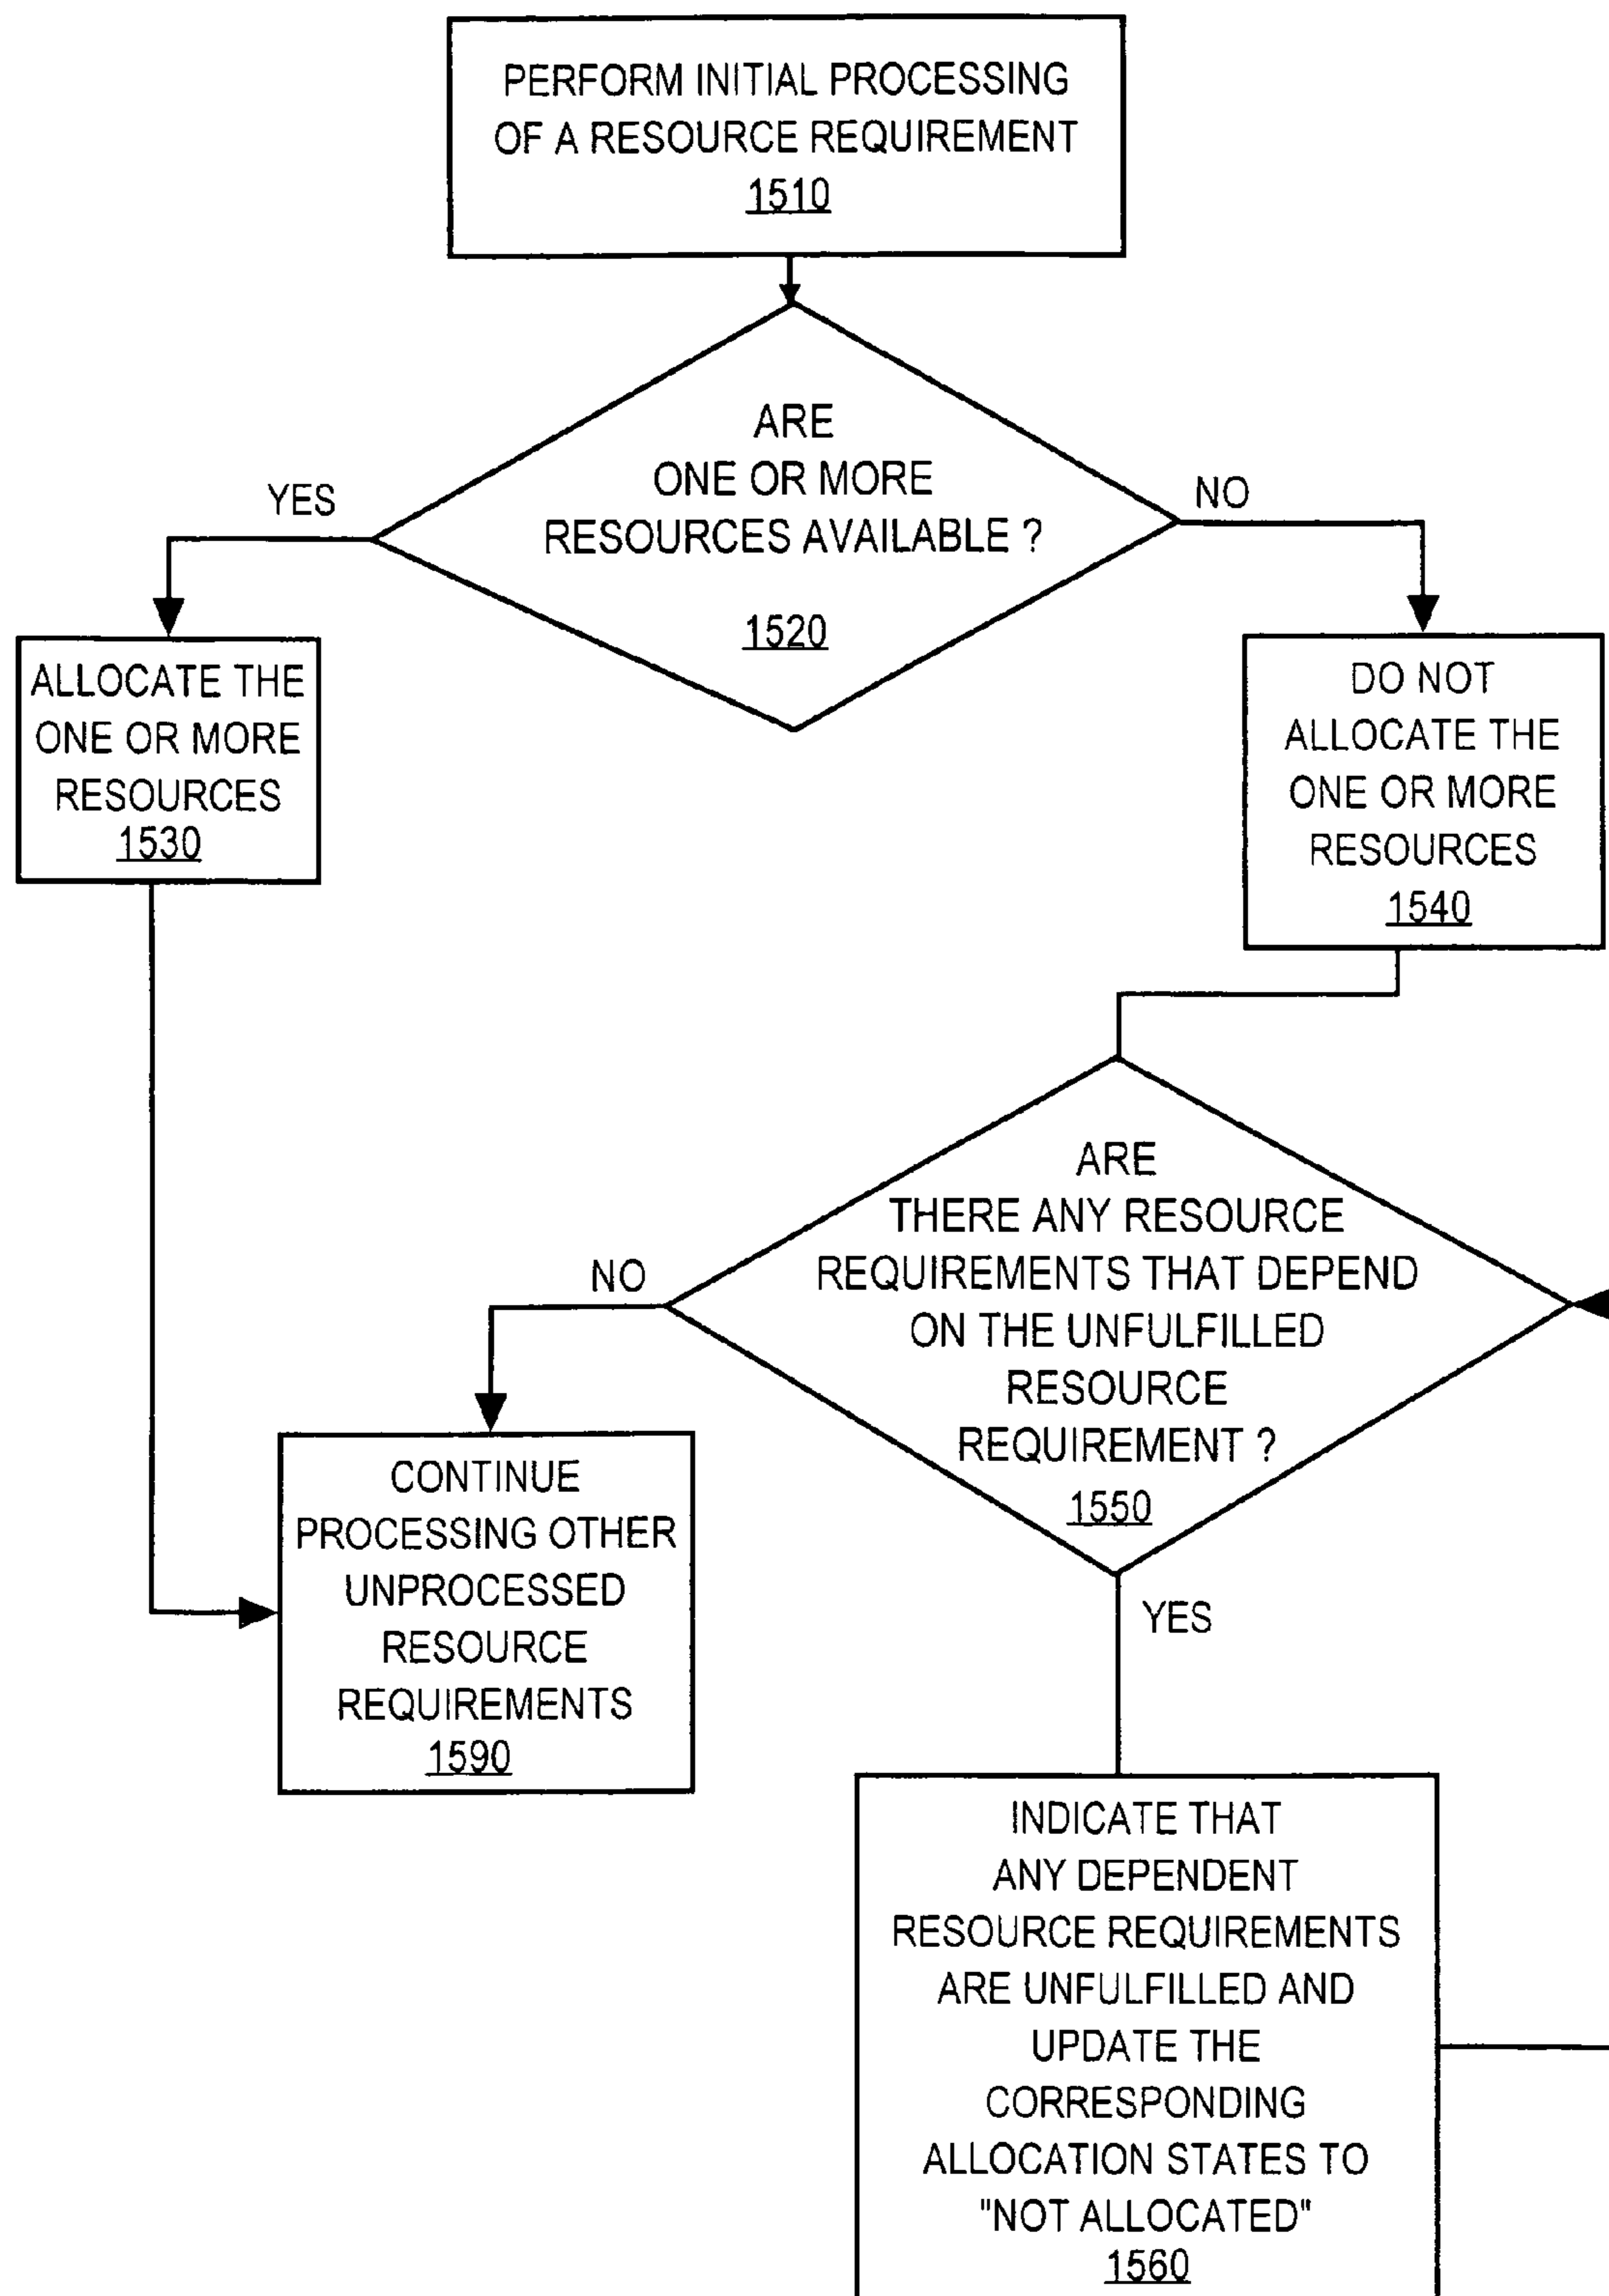 PERFORM INITIAL PROCESSING
OF A RESOURCE REQUIREMENT
1510
ARE
ONE OR MORE
RESOURCES AVAILABLE ?
1520
YES
NO
ALLOCATE THE
ONE OR MORE
RESOURCES
1530
DO NOT
ALLOCATE THE
ONE OR MORE
RESOURCES
1540
ARE
THERE ANY RESOURCE
REQUIREMENTS THAT DEPEND
ON THE UNFULFILLED
RESOURCE
REQUIREMENT ?
1550
NO
YES
CONTINUE
PROCESSING OTHER
UNPROCESSED
RESOURCE
REQUIREMENTS
1590
INDICATE THAT
ANY DEPENDENT
RESOURCE REQUIREMENTS
ARE UNFULFILLED AND
UPDATE THE
CORRESPONDING
ALLOCATION STATES TO
"NOT ALLOCATED"
1560